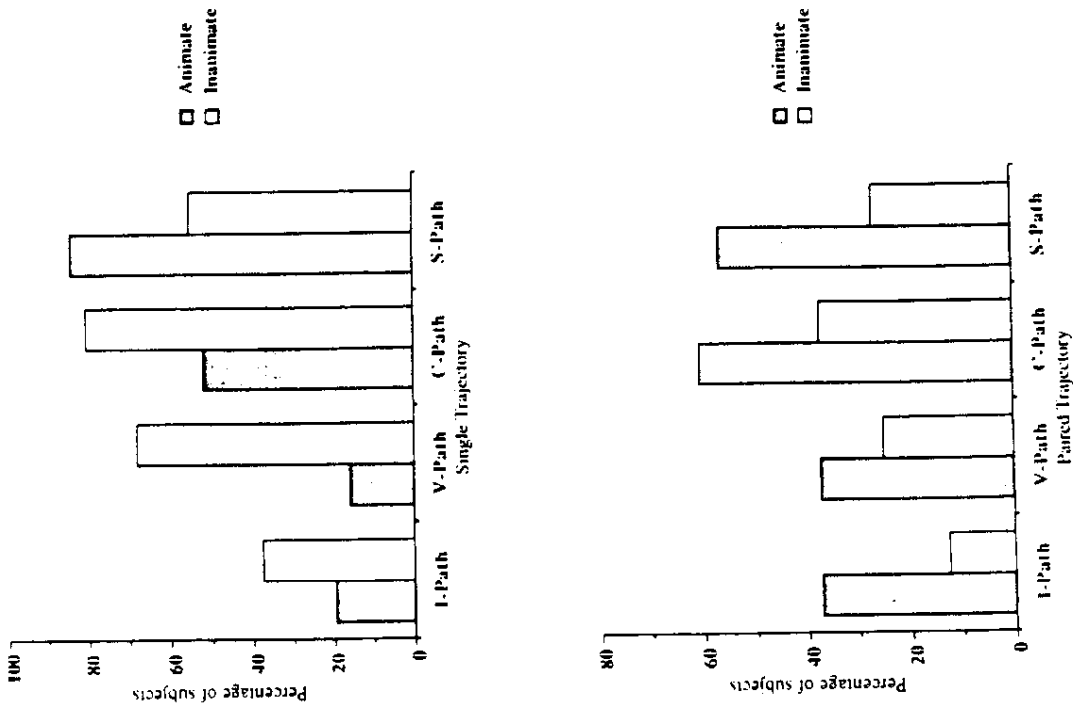 100
80
60
40
20
0
Percentage of subjects
I-Path
V-Path
C-Path
S-Path
Single Trajectory
Animate
Inanimate
80
60
40
20
0
Percentage of subjects
I-Path
V-Path
C-Path
S-Path
Paired Trajectory
Animate
Inanimate